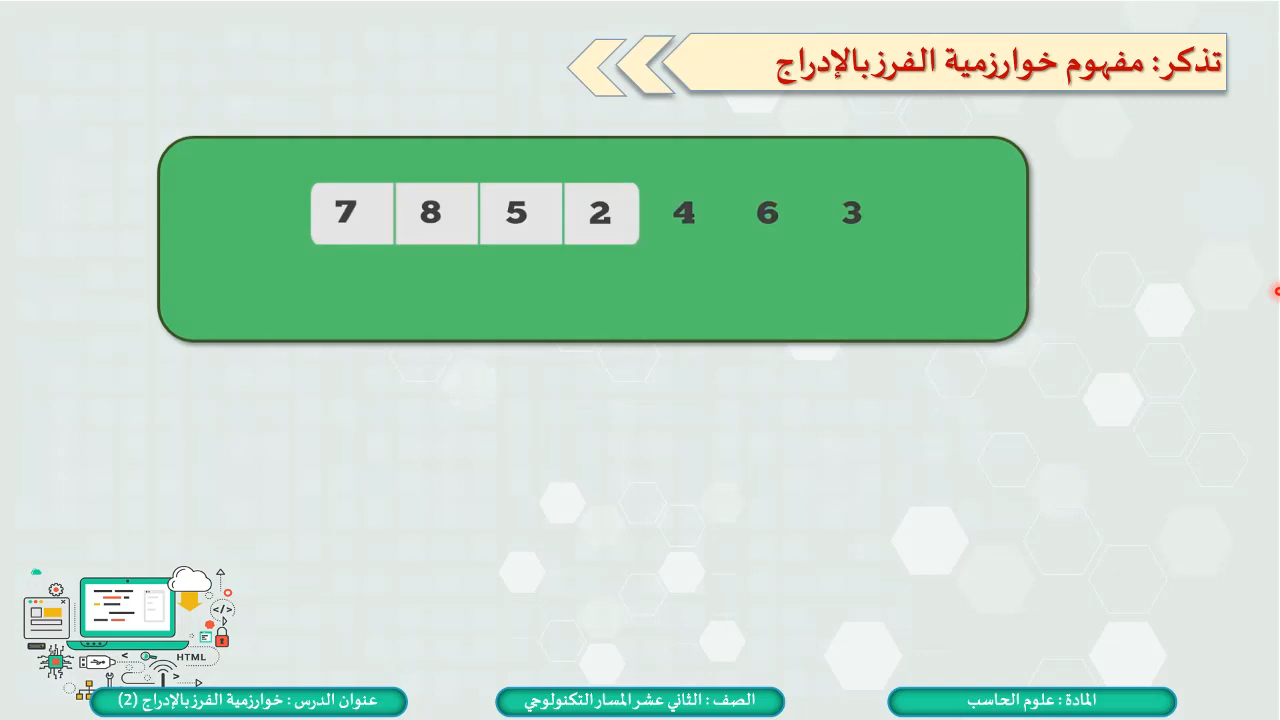 تذكر: مفهوم خوارزمية الفرز بالإدراج
7 8 5 2 4 6 3
</>
HTML
المادة : علوم الحاسب
الصف : الثاني عشر المسار التكنولوجي
عنوان الدرس : خوارزمية الفرز بالإدراج (2)